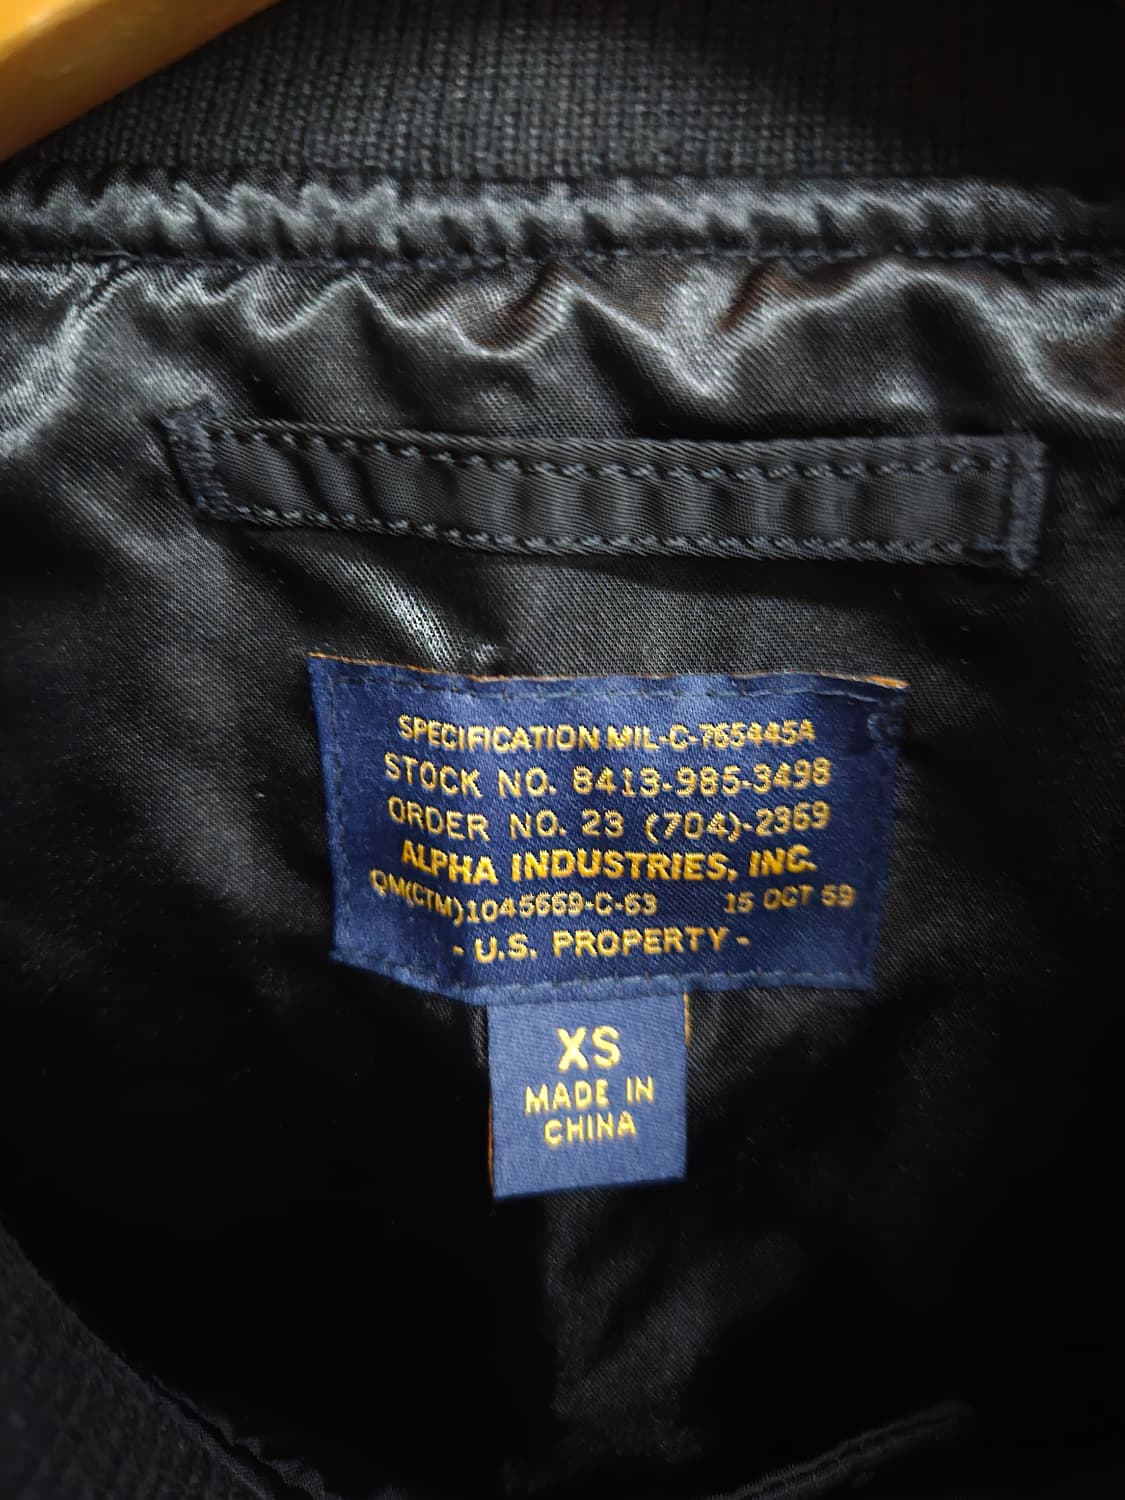 SPECIFICATION MIL-C-765445A
STOCK NO. 8413-985-3498
ORDER NO. 23 (704)-2369
ALPHA INDUSTRIES, INC.
QM(CTM)1045669-C-63 15 OCT 59
- U.S. PROPERTY -
XS
MADE IN
CHINA